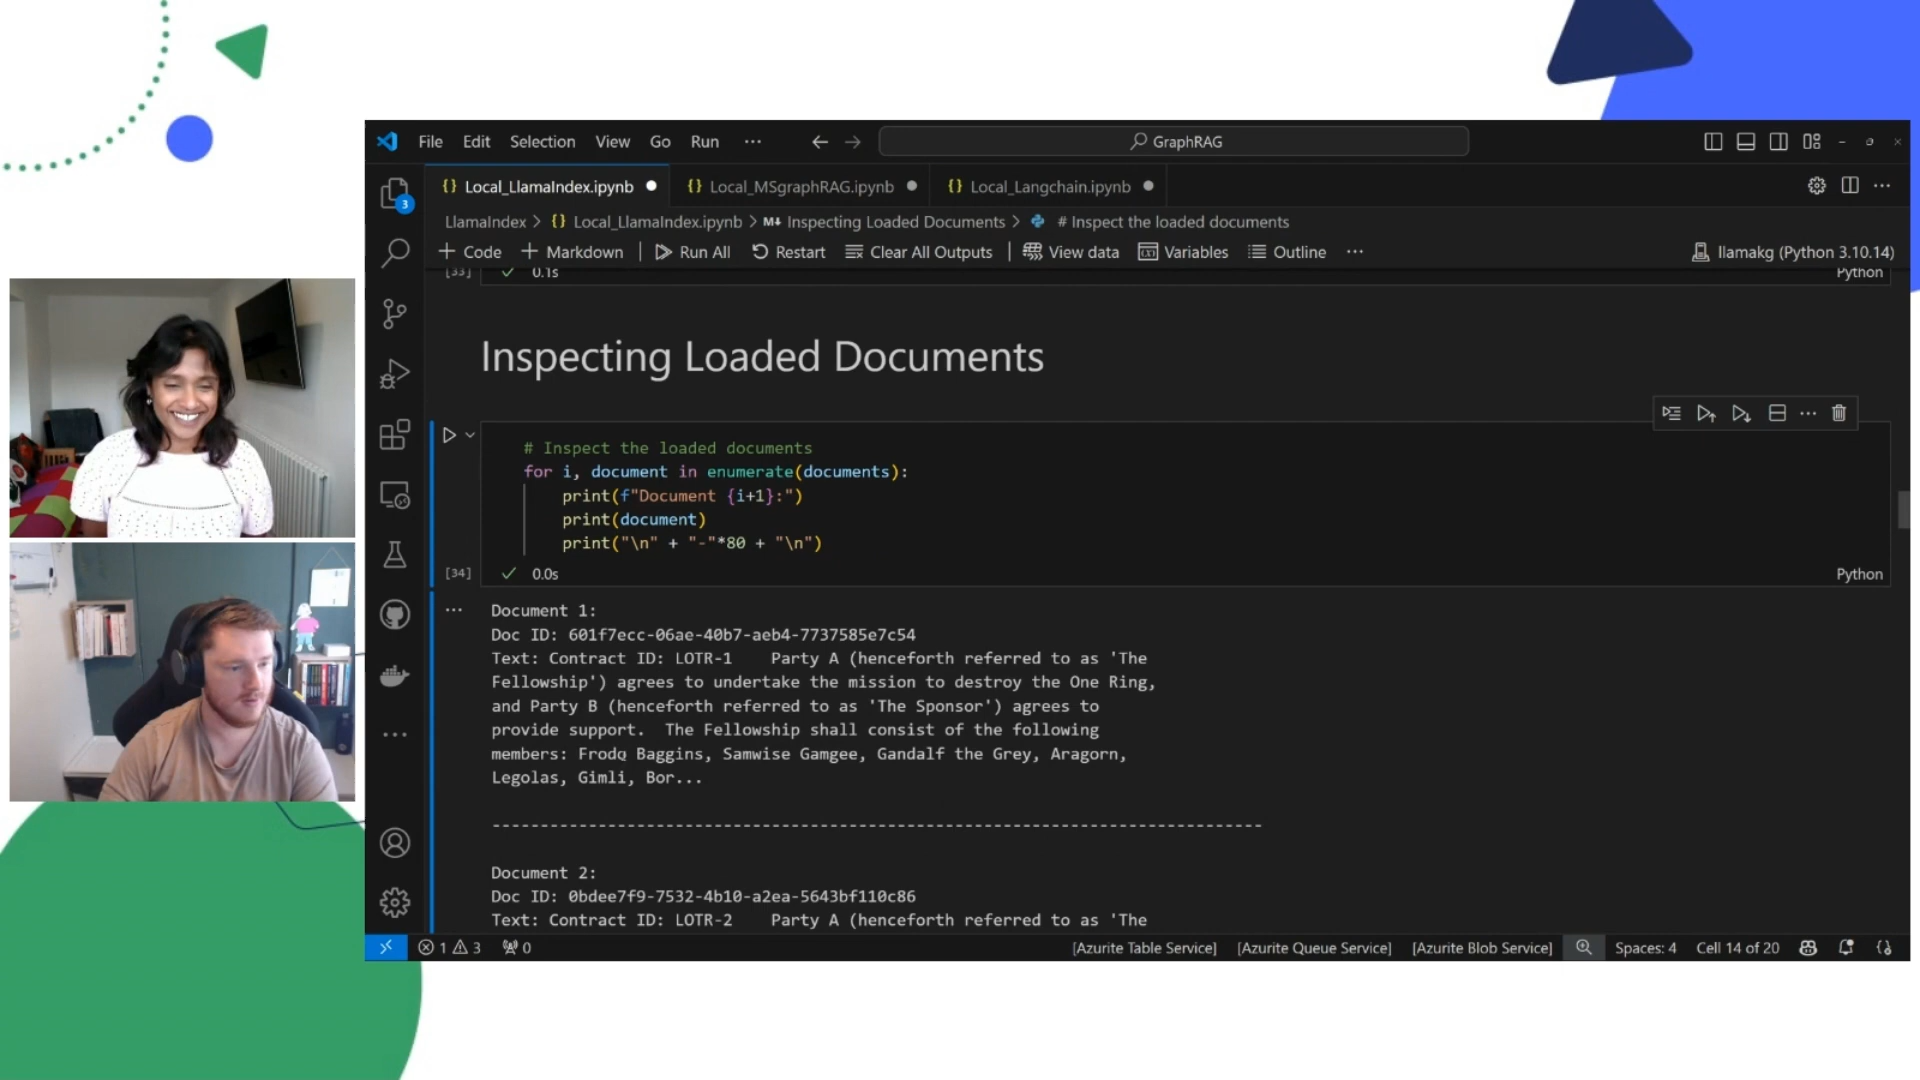 File Edit Selection View Go Run ···
GraphRAG
Local_LlamaIndex.ipynb
Local_MSgraphRAG.ipynb
Local_Langchain.ipynb
3
LlamaIndex > {} Local_LlamaIndex.ipynb > M↓ Inspecting Loaded Documents > # Inspect the loaded documents
+ Code + Markdown | Run All Restart Clear All Outputs | View data Variables Outline ···
llamakg (Python 3.10.14)
[33] ✓ 0.1s Python
Inspecting Loaded Documents
# Inspect the loaded documents
for i, document in enumerate(documents):
    print(f"Document {i+1}:")
    print(document)
    print("\n" + "-"*80 + "\n")
[34] ✓ 0.0s Python
Document 1:
Doc ID: 601f7ecc-06ae-40b7-aeb4-7737585e7c54
Text: Contract ID: LOTR-1    Party A (henceforth referred to as 'The
Fellowship') agrees to undertake the mission to destroy the One Ring,
and Party B (henceforth referred to as 'The Sponsor') agrees to
provide support.  The Fellowship shall consist of the following
members: Frodo Baggins, Samwise Gamgee, Gandalf the Grey, Aragorn,
Legolas, Gimli, Bor...
--------------------------------------------------------------------------------
Document 2:
Doc ID: 0bdee7f9-7532-4b10-a2ea-5643bf110c86
Text: Contract ID: LOTR-2    Party A (henceforth referred to as 'The
1 3 0 [Azurite Table Service] [Azurite Queue Service] [Azurite Blob Service] Spaces: 4 Cell 14 of 20